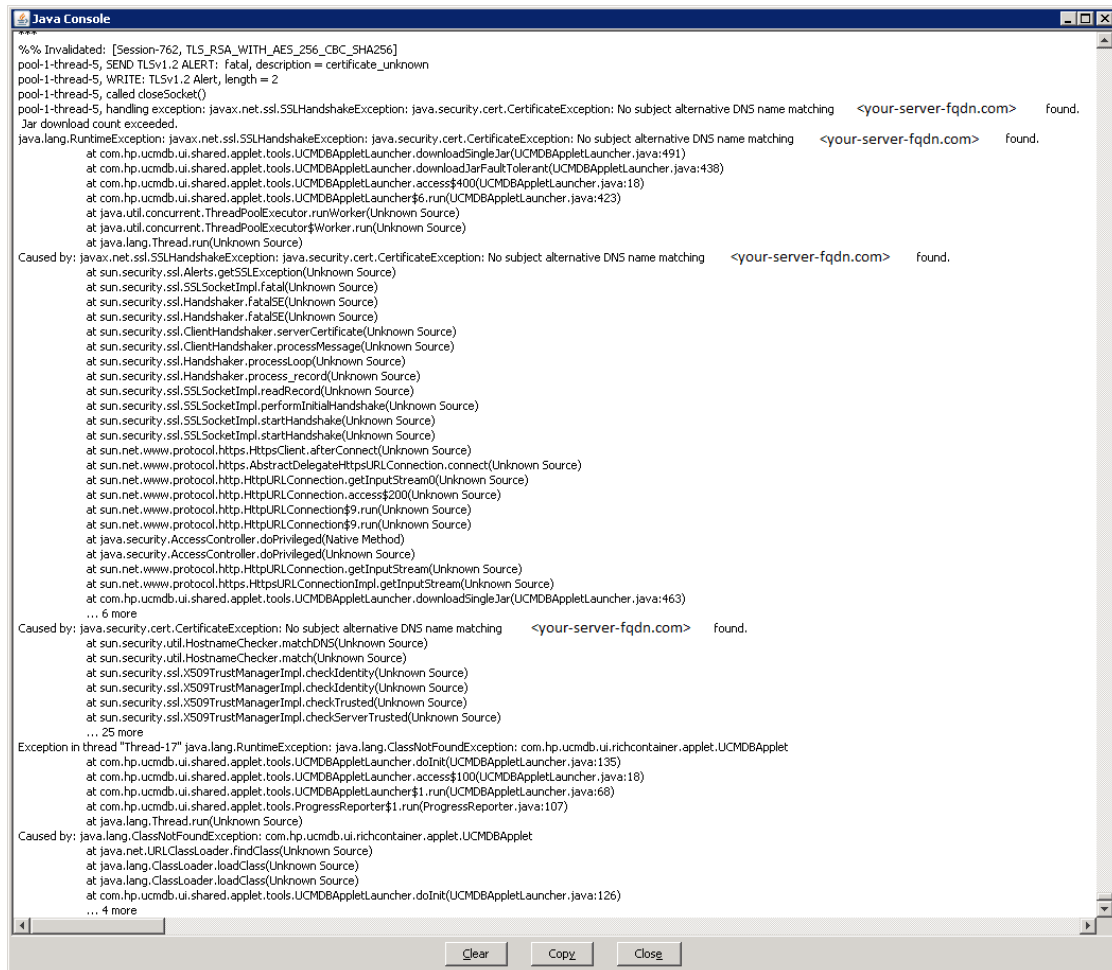 Java Console
***
%% Invalidated: [Session-762, TLS_RSA_WITH_AES_256_CBC_SHA256]
pool-1-thread-5, SEND TLSv1.2 ALERT: fatal, description = certificate_unknown
pool-1-thread-5, WRITE: TLSv1.2 Alert, length = 2
pool-1-thread-5, called closeSocket()
pool-1-thread-5, handling exception: javax.net.ssl.SSLHandshakeException: java.security.cert.CertificateException: No subject alternative DNS name matching <your-server-fqdn.com> found.
Jar download count exceeded.
java.lang.RuntimeException: javax.net.ssl.SSLHandshakeException: java.security.cert.CertificateException: No subject alternative DNS name matching <your-server-fqdn.com> found.
at com.hp.ucmdb.ui.shared.applet.tools.UCMDBAppletLauncher.downloadSingleJar(UCMDBAppletLauncher.java:491)
at com.hp.ucmdb.ui.shared.applet.tools.UCMDBAppletLauncher.downloadJarFaultTolerant(UCMDBAppletLauncher.java:438)
at com.hp.ucmdb.ui.shared.applet.tools.UCMDBAppletLauncher.access$400(UCMDBAppletLauncher.java:18)
at com.hp.ucmdb.ui.shared.applet.tools.UCMDBAppletLauncher$6.run(UCMDBAppletLauncher.java:423)
at java.util.concurrent.ThreadPoolExecutor.runWorker(Unknown Source)
at java.util.concurrent.ThreadPoolExecutor$Worker.run(Unknown Source)
at java.lang.Thread.run(Unknown Source)
Caused by: javax.net.ssl.SSLHandshakeException: java.security.cert.CertificateException: No subject alternative DNS name matching <your-server-fqdn.com> found.
at sun.security.ssl.Alerts.getSSLException(Unknown Source)
at sun.security.ssl.SSLSocketImpl.fatal(Unknown Source)
at sun.security.ssl.Handshaker.fatalSE(Unknown Source)
at sun.security.ssl.Handshaker.fatalSE(Unknown Source)
at sun.security.ssl.ClientHandshaker.serverCertificate(Unknown Source)
at sun.security.ssl.ClientHandshaker.processMessage(Unknown Source)
at sun.security.ssl.Handshaker.processLoop(Unknown Source)
at sun.security.ssl.Handshaker.process_record(Unknown Source)
at sun.security.ssl.SSLSocketImpl.readRecord(Unknown Source)
at sun.security.ssl.SSLSocketImpl.performInitialHandshake(Unknown Source)
at sun.security.ssl.SSLSocketImpl.startHandshake(Unknown Source)
at sun.security.ssl.SSLSocketImpl.startHandshake(Unknown Source)
at sun.net.www.protocol.https.HttpsClient.afterConnect(Unknown Source)
at sun.net.www.protocol.https.AbstractDelegateHttpsURLConnection.connect(Unknown Source)
at sun.net.www.protocol.http.HttpURLConnection.getInputStream0(Unknown Source)
at sun.net.www.protocol.http.HttpURLConnection.access$200(Unknown Source)
at sun.net.www.protocol.http.HttpURLConnection$9.run(Unknown Source)
at sun.net.www.protocol.http.HttpURLConnection$9.run(Unknown Source)
at java.security.AccessController.doPrivileged(Native Method)
at java.security.AccessController.doPrivileged(Unknown Source)
at sun.net.www.protocol.http.HttpURLConnection.getInputStream(Unknown Source)
at sun.net.www.protocol.https.HttpsURLConnectionImpl.getInputStream(Unknown Source)
at com.hp.ucmdb.ui.shared.applet.tools.UCMDBAppletLauncher.downloadSingleJar(UCMDBAppletLauncher.java:463)
... 6 more
Caused by: java.security.cert.CertificateException: No subject alternative DNS name matching <your-server-fqdn.com> found.
at sun.security.util.HostnameChecker.matchDNS(Unknown Source)
at sun.security.util.HostnameChecker.match(Unknown Source)
at sun.security.ssl.X509TrustManagerImpl.checkIdentity(Unknown Source)
at sun.security.ssl.X509TrustManagerImpl.checkIdentity(Unknown Source)
at sun.security.ssl.X509TrustManagerImpl.checkTrusted(Unknown Source)
at sun.security.ssl.X509TrustManagerImpl.checkServerTrusted(Unknown Source)
... 25 more
Exception in thread "Thread-17" java.lang.RuntimeException: java.lang.ClassNotFoundException: com.hp.ucmdb.ui.richcontainer.applet.UCMDBApplet
at com.hp.ucmdb.ui.shared.applet.tools.UCMDBAppletLauncher.doInit(UCMDBAppletLauncher.java:135)
at com.hp.ucmdb.ui.shared.applet.tools.UCMDBAppletLauncher.access$100(UCMDBAppletLauncher.java:18)
at com.hp.ucmdb.ui.shared.applet.tools.UCMDBAppletLauncher$1.run(UCMDBAppletLauncher.java:68)
at com.hp.ucmdb.ui.shared.applet.tools.ProgressReporter$1.run(ProgressReporter.java:107)
at java.lang.Thread.run(Unknown Source)
Caused by: java.lang.ClassNotFoundException: com.hp.ucmdb.ui.richcontainer.applet.UCMDBApplet
at java.net.URLClassLoader.findClass(Unknown Source)
at java.lang.ClassLoader.loadClass(Unknown Source)
at java.lang.ClassLoader.loadClass(Unknown Source)
at com.hp.ucmdb.ui.shared.applet.tools.UCMDBAppletLauncher.doInit(UCMDBAppletLauncher.java:126)
... 4 more
Clear Copy Close